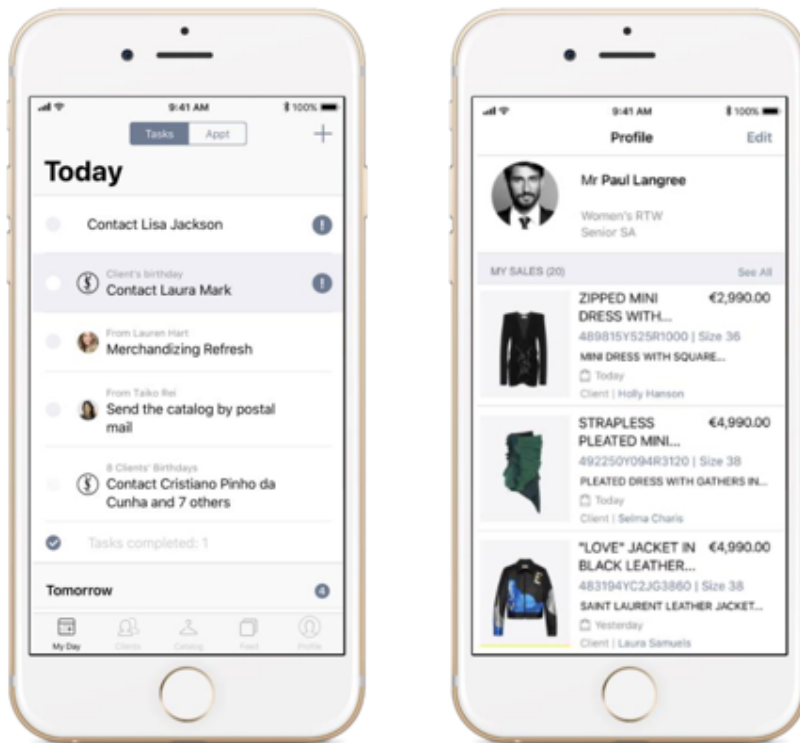 9:41 AM
100%
Tasks
Appt
Today
Contact Lisa Jackson
Client's birthday
Contact Laura Mark
From Lauren Hart
Merchandizing Refresh
From Taiko Rei
Send the catalog by postal
mail
8 Clients' Birthdays
Contact Cristiano Pinho da
Cunha and 7 others
Tasks completed: 1
Tomorrow
4
My Day
Clients
Catalog
Feed
Profile
9:41 AM
100%
Profile
Edit
Mr Paul Langree
Women's RTW
Senior SA
MY SALES (20)
See All
ZIPPED MINI
€2,990.00
DRESS WITH...
489815Y525R1000 | Size 36
MINI DRESS WITH SQUARE...
Today
Client | Holly Hanson
STRAPLESS
€4,990.00
PLEATED MINI...
492250Y094R3120 | Size 38
PLEATED DRESS WITH GATHERS IN...
Today
Client | Selma Charis
"LOVE" JACKET IN
€4,990.00
BLACK LEATHER...
483194YC2JG3860 | Size 38
SAINT LAURENT LEATHER JACKET...
Yesterday
Client | Laura Samuels